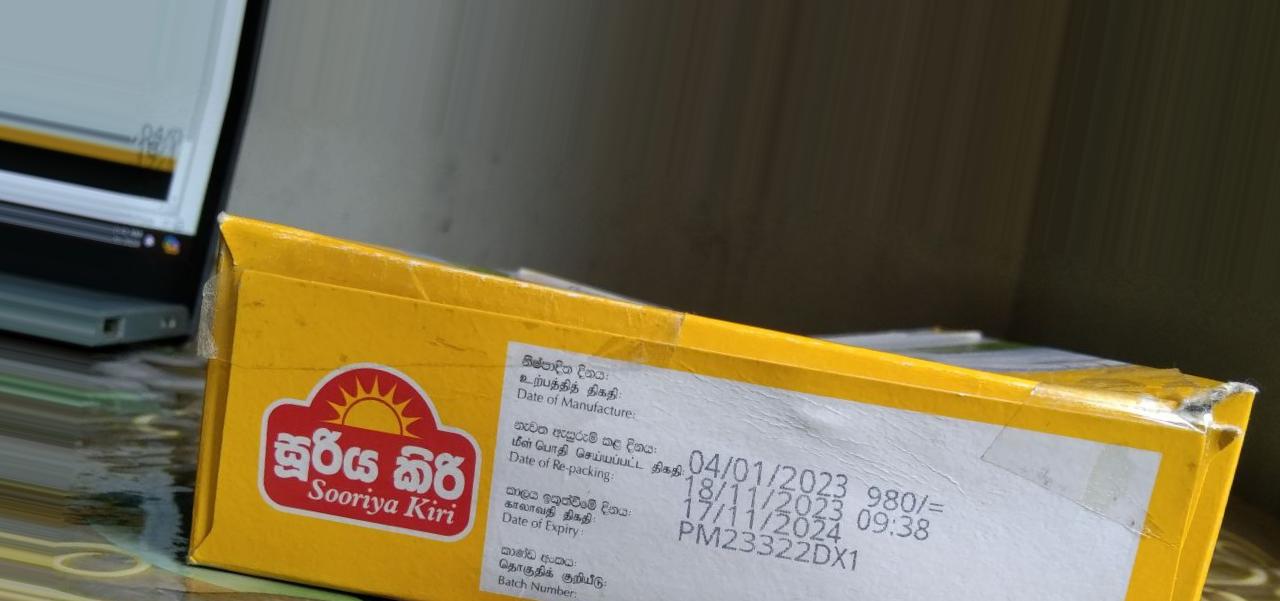 සූරිය කිරි
Sooriya Kiri
නිෂ්පාදිත දිනය:
உற்பத்தித் திகதி:
Date of Manufacture:
නැවත ඇසුරුම් කළ දිනය:
மீள் பொதி செய்யப்பட்ட திகதி:
Date of Re-packing:
කාලය ඉකුත්වීමේ දිනය:
காலாவதி திகதி:
Date of Expiry:
කාණ්ඩ අංකය:
தொகுதிக் குறியீடு:
Batch Number:
04/01/2023 980/=
18/11/2023 09:38
17/11/2024
PM23322DX1